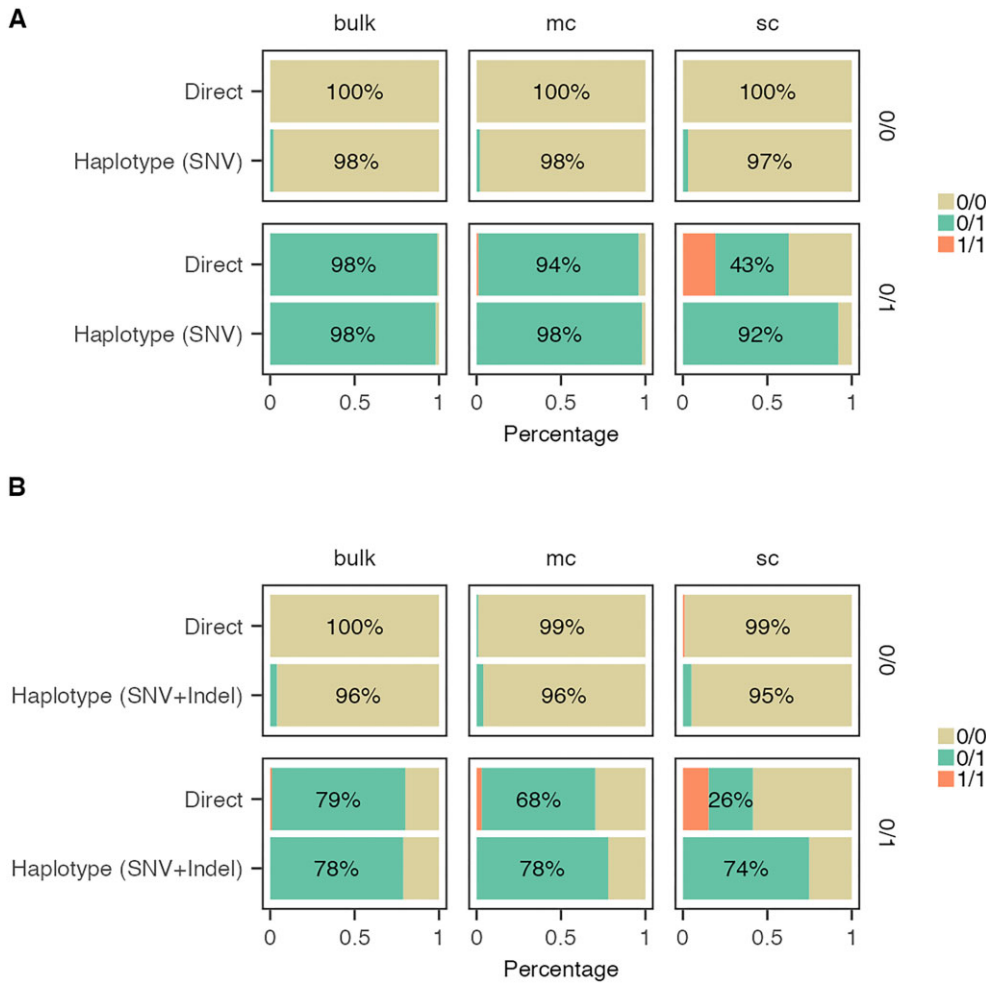 A
bulk mc sc
Direct 100% 100% 100%
0/0
Haplotype (SNV) 98% 98% 97%
0/0
0/1
1/1
Direct 98% 94% 43%
0/1
Haplotype (SNV) 98% 98% 92%
0 0.5 1 0 0.5 1 0 0.5 1
Percentage
B
bulk mc sc
Direct 100% 99% 99%
0/0
Haplotype (SNV+Indel) 96% 96% 95%
0/0
0/1
1/1
Direct 79% 68% 26%
0/1
Haplotype (SNV+Indel) 78% 78% 74%
0 0.5 1 0 0.5 1 0 0.5 1
Percentage